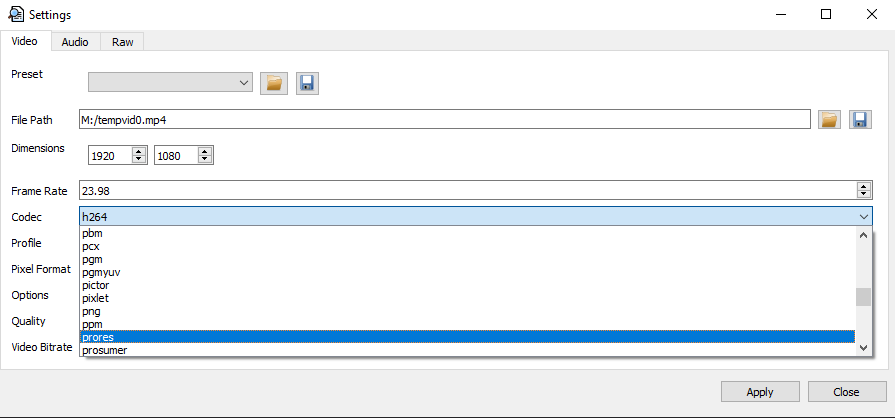 Settings
Video Audio Raw
Preset
File Path M:/tempvid0.mp4
Dimensions 1920 1080
Frame Rate 23.98
Codec h264
pbm
Profile pcx
pgm
Pixel Format pgmyuv
pictor
Options pixlet
png
Quality ppm
prores
Video Bitrate prosumer
Apply Close